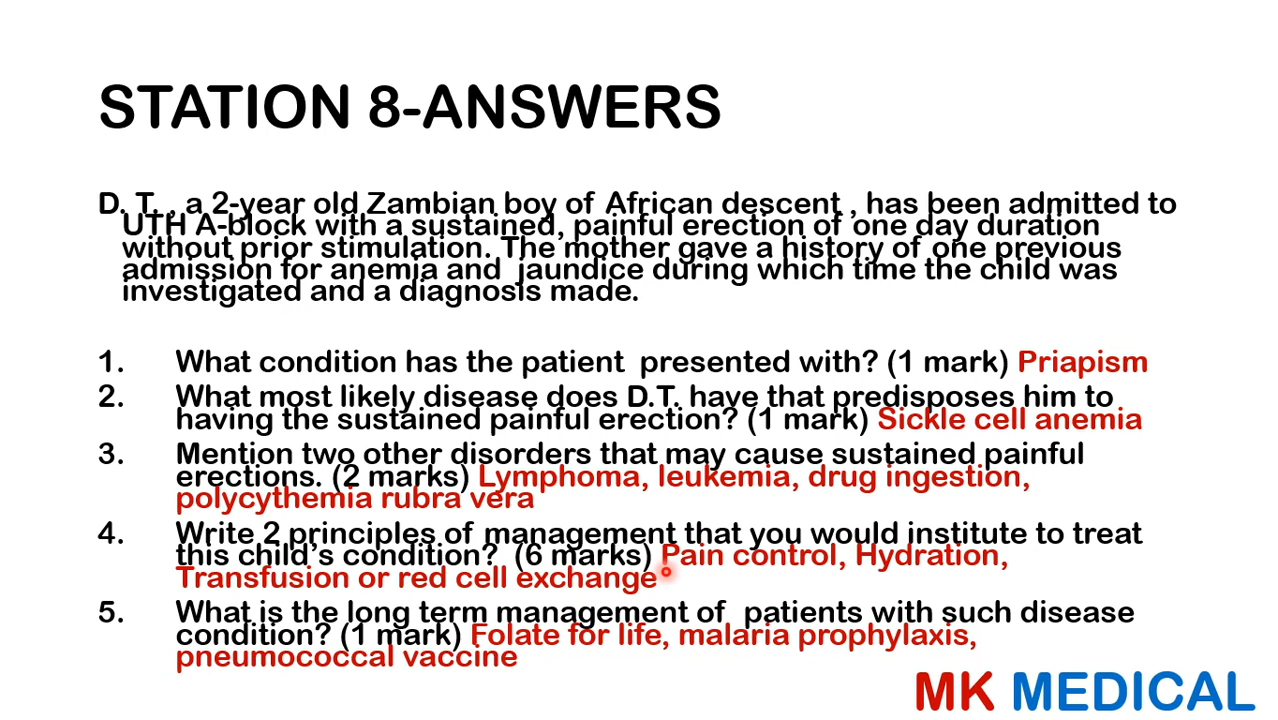 STATION 8-ANSWERS
D. T. , a 2-year old Zambian boy of African descent , has been admitted to
UTH A-block with a sustained, painful erection of one day duration
without prior stimulation. The mother gave a history of one previous
admission for anemia and jaundice during which time the child was
investigated and a diagnosis made.
1. What condition has the patient presented with? (1 mark) Priapism
2. What most likely disease does D.T. have that predisposes him to
having the sustained painful erection? (1 mark) Sickle cell anemia
3. Mention two other disorders that may cause sustained painful
erections. (2 marks) Lymphoma, leukemia, drug ingestion,
polycythemia rubra vera
4. Write 2 principles of management that you would institute to treat
this child's condition? (6 marks) Pain control, Hydration,
Transfusion or red cell exchange
5. What is the long term management of patients with such disease
condition? (1 mark) Folate for life, malaria prophylaxis,
pneumococcal vaccine
MK MEDICAL